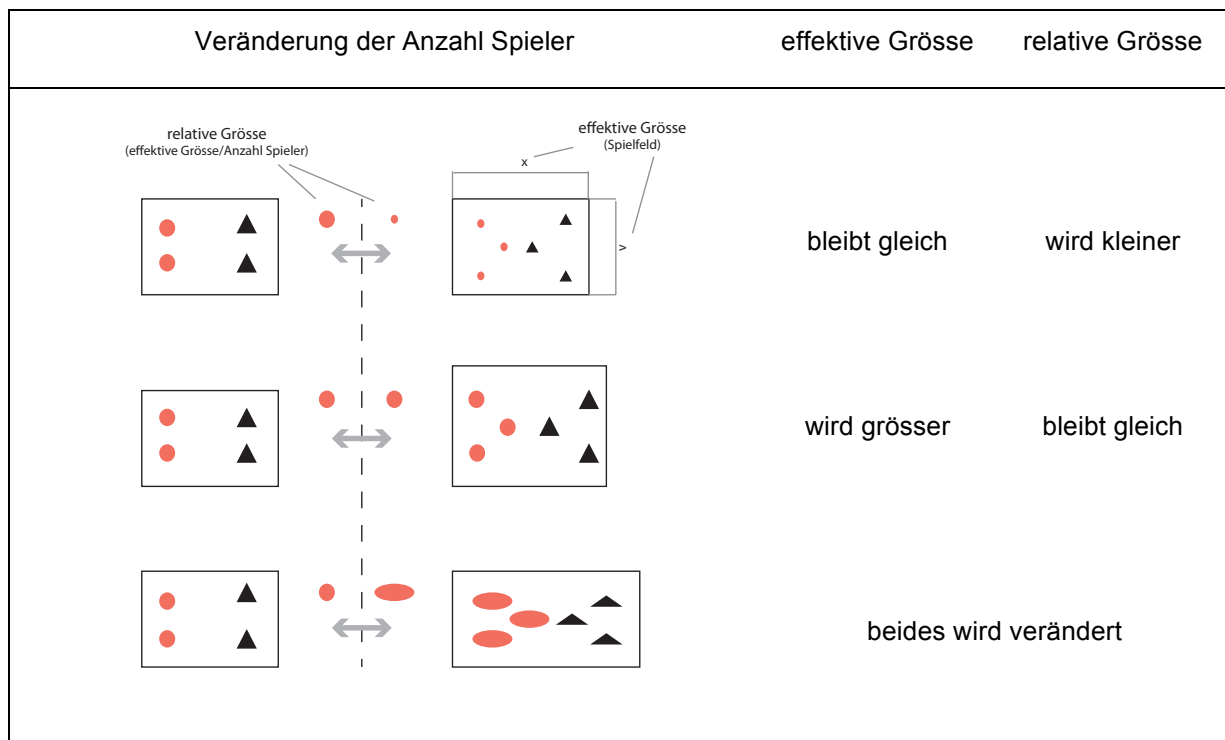 Veränderung der Anzahl Spieler effektive Grösse relative Grösse
relative Grösse
(effektive Grösse/Anzahl Spieler)
effektive Grösse
(Spielfeld)
x
y
bleibt gleich wird kleiner
wird grösser bleibt gleich
beides wird verändert